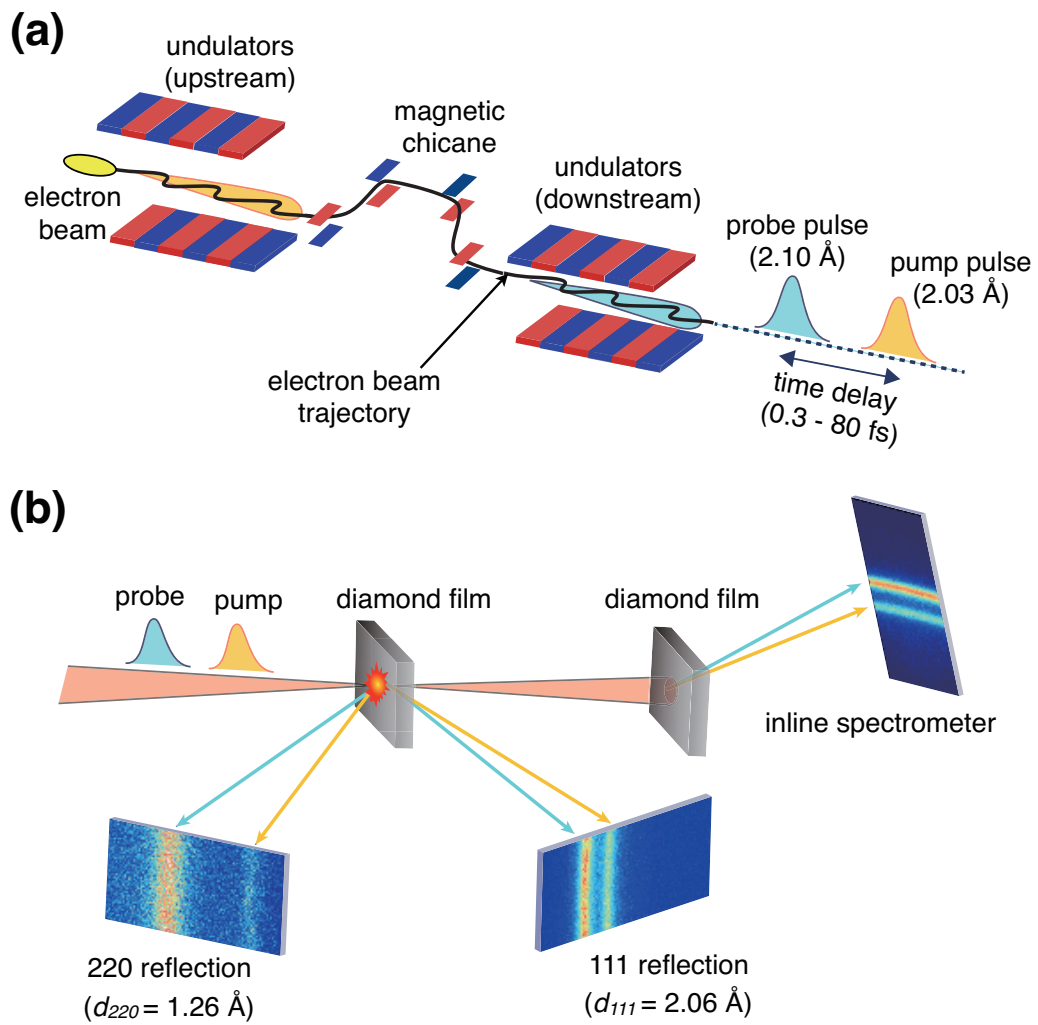 (a)
undulators
(upstream)
magnetic
chicane
undulators
(downstream)
electron
beam
probe pulse
(2.10 Å)
pump pulse
(2.03 Å)
electron beam
trajectory
time delay
(0.3 - 80 fs)
(b)
probe
pump
diamond film
diamond film
inline spectrometer
220 reflection
(d220 = 1.26 Å)
111 reflection
(d111 = 2.06 Å)